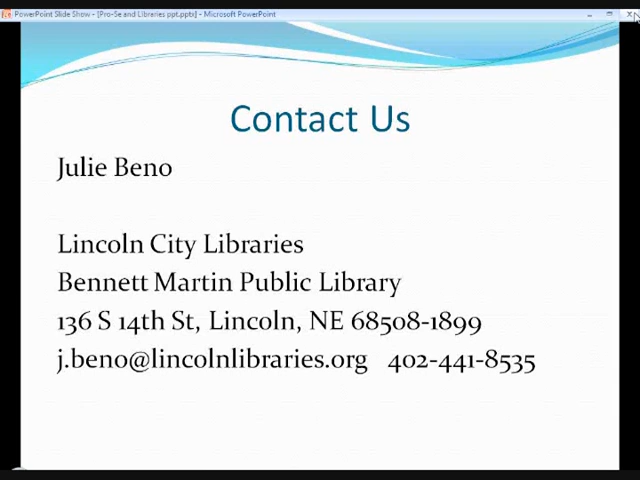 PowerPoint Slide Show - [Pro-Se and Libraries ppt.pptx] - Microsoft PowerPoint
Contact Us
Julie Beno
Lincoln City Libraries
Bennett Martin Public Library
136 S 14th St, Lincoln, NE 68508-1899
j.beno@lincolnlibraries.org 402-441-8535